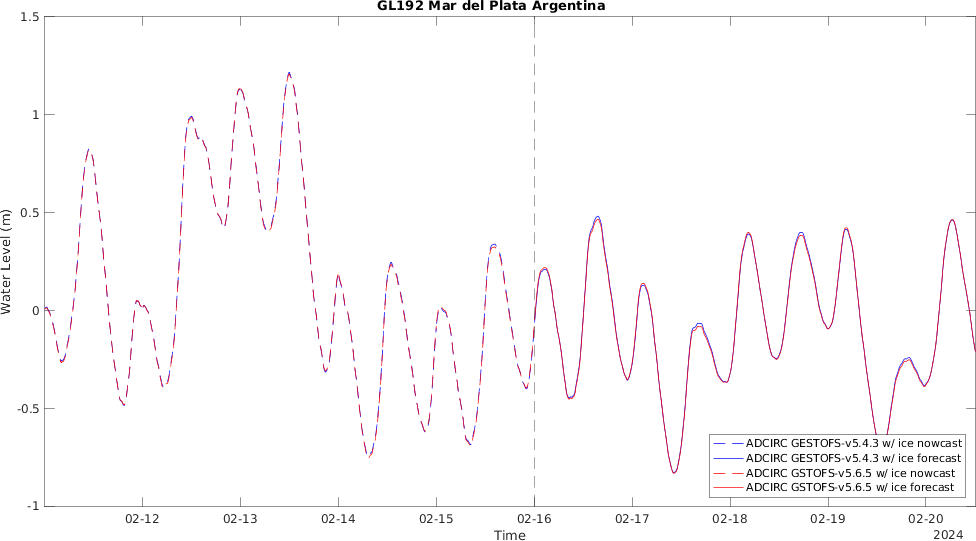 GL192 Mar del Plata Argentina
1.5
1
0.5
0
-0.5
-1
Water Level (m)
ADCIRC GESTOFS-v5.4.3 w/ ice nowcast
ADCIRC GESTOFS-v5.4.3 w/ ice forecast
ADCIRC GSTOFS-v5.6.5 w/ ice nowcast
ADCIRC GSTOFS-v5.6.5 w/ ice forecast
02-12 02-13 02-14 02-15 02-16 02-17 02-18 02-19 02-20
Time
2024